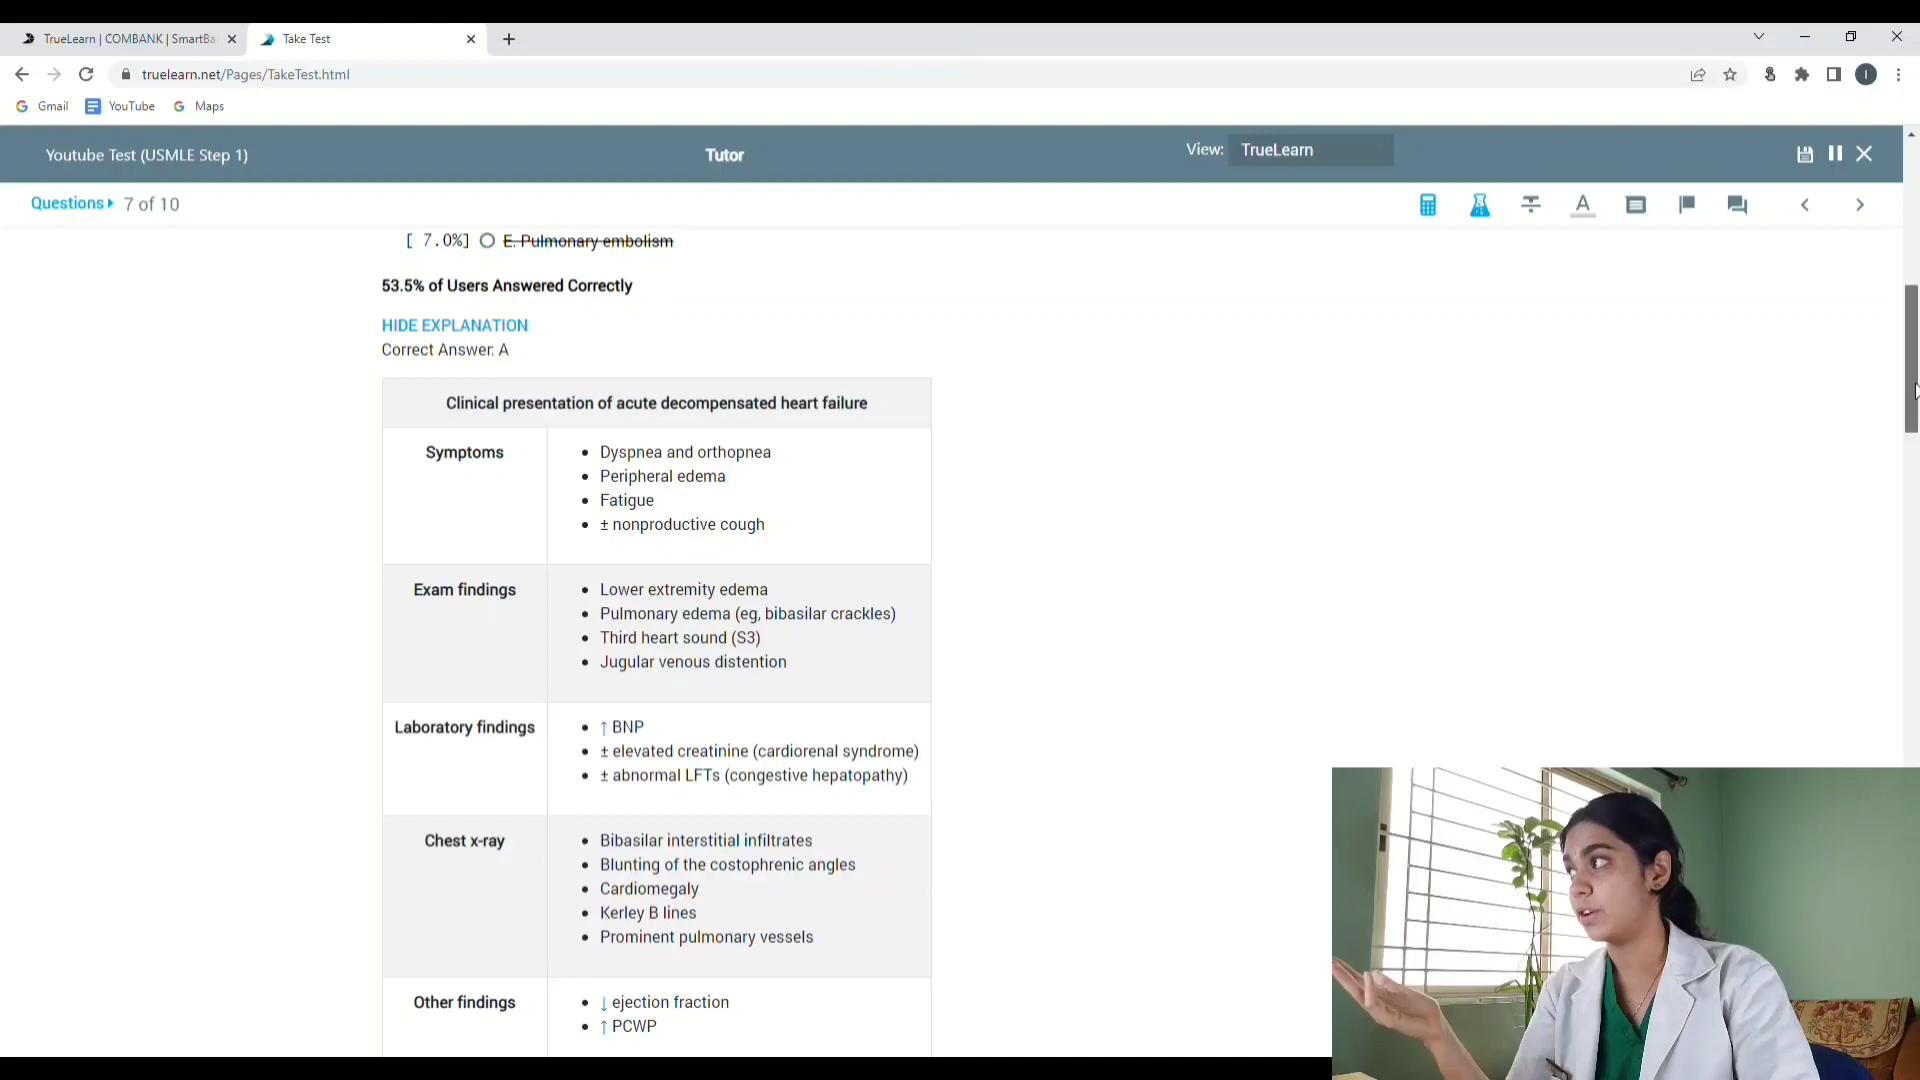 TrueLearn | COMBANK | SmartBa
Take Test
truelearn.net/Pages/TakeTest.html
I
Gmail
YouTube
Maps
Youtube Test (USMLE Step 1)
Tutor
View:
TrueLearn
Questions
7 of 10
[ 7.0%] E. Pulmonary embolism
53.5% of Users Answered Correctly
HIDE EXPLANATION
Correct Answer: A
Clinical presentation of acute decompensated heart failure
Symptoms
• Dyspnea and orthopnea
• Peripheral edema
• Fatigue
• ± nonproductive cough
Exam findings
• Lower extremity edema
• Pulmonary edema (eg, bibasilar crackles)
• Third heart sound (S3)
• Jugular venous distention
Laboratory findings
• ↑ BNP
• ± elevated creatinine (cardiorenal syndrome)
• ± abnormal LFTs (congestive hepatopathy)
Chest x-ray
• Bibasilar interstitial infiltrates
• Blunting of the costophrenic angles
• Cardiomegaly
• Kerley B lines
• Prominent pulmonary vessels
Other findings
• ↓ ejection fraction
• ↑ PCWP